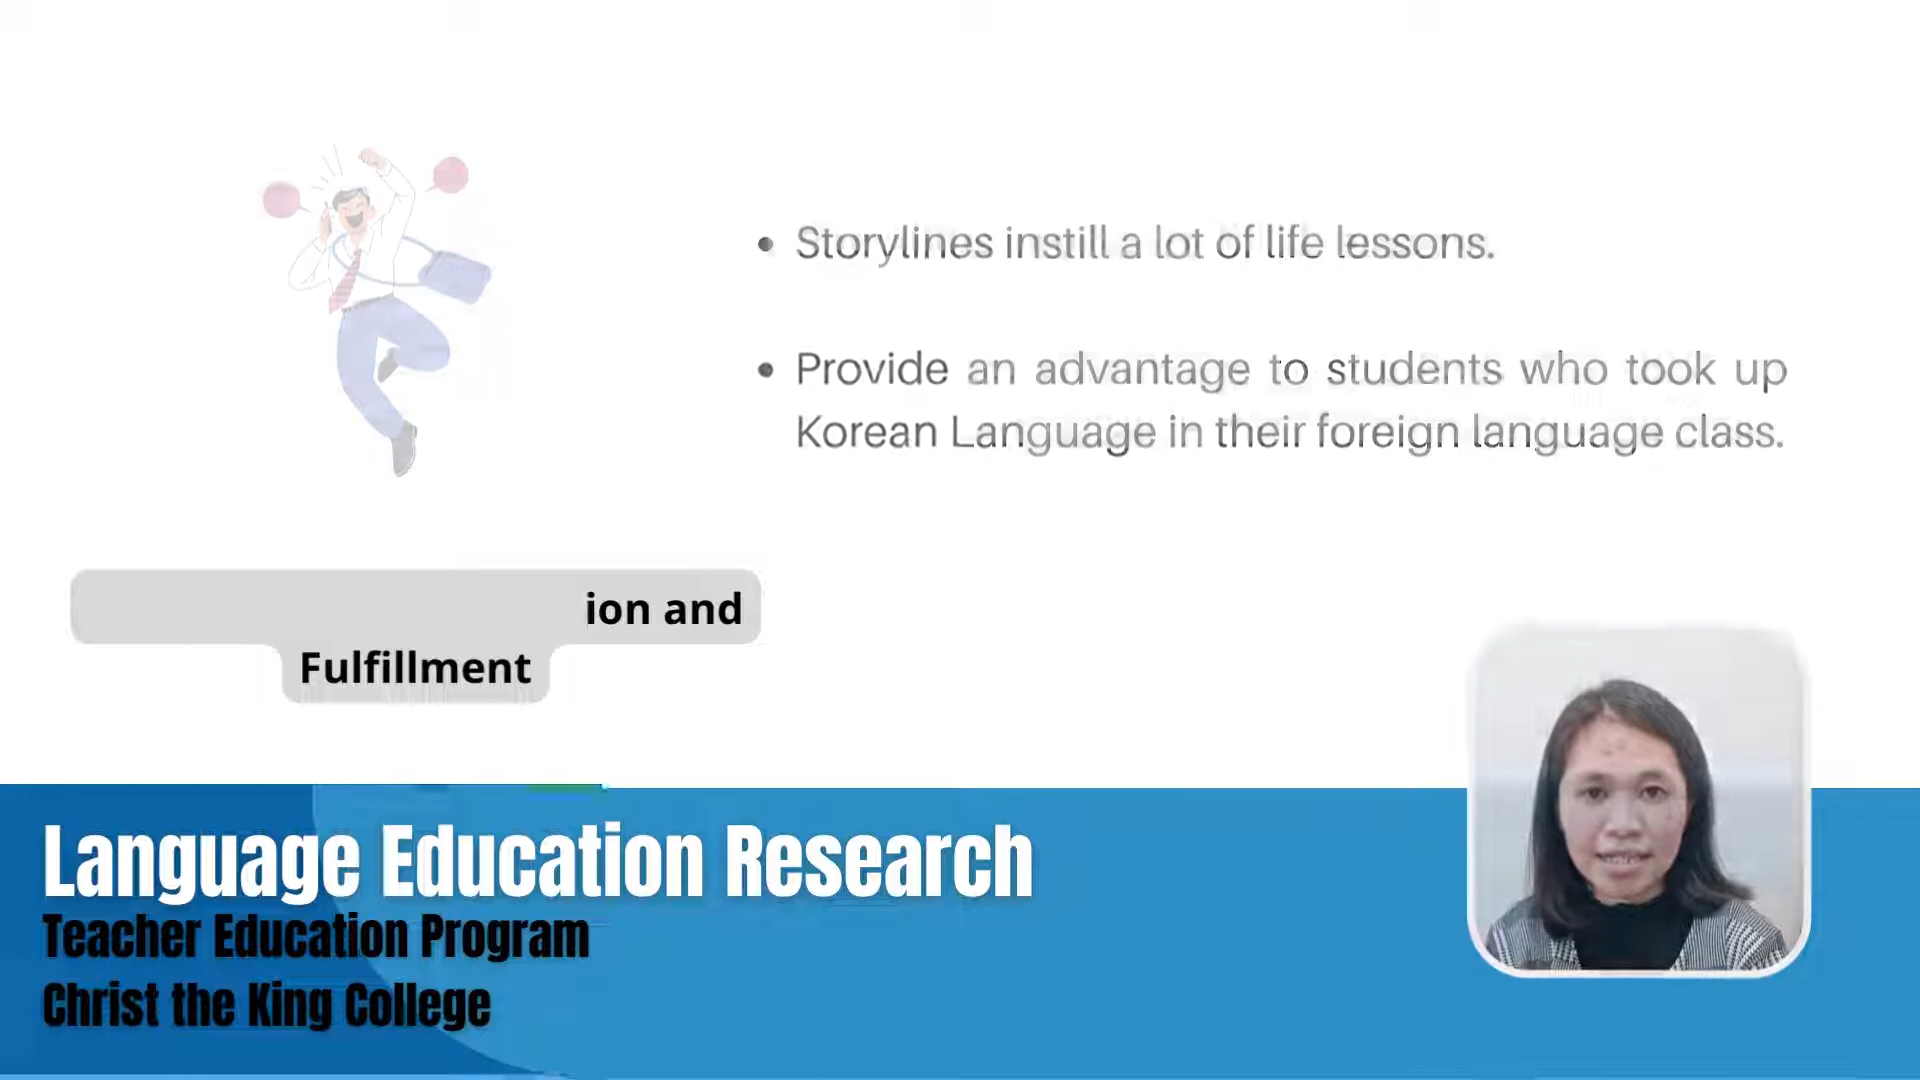 Storylines instill a lot of life lessons.
Provide an advantage to students who took up
Korean Language in their foreign language class.
ion and
Fulfillment
Language Education Research
Teacher Education Program
Christ the King College